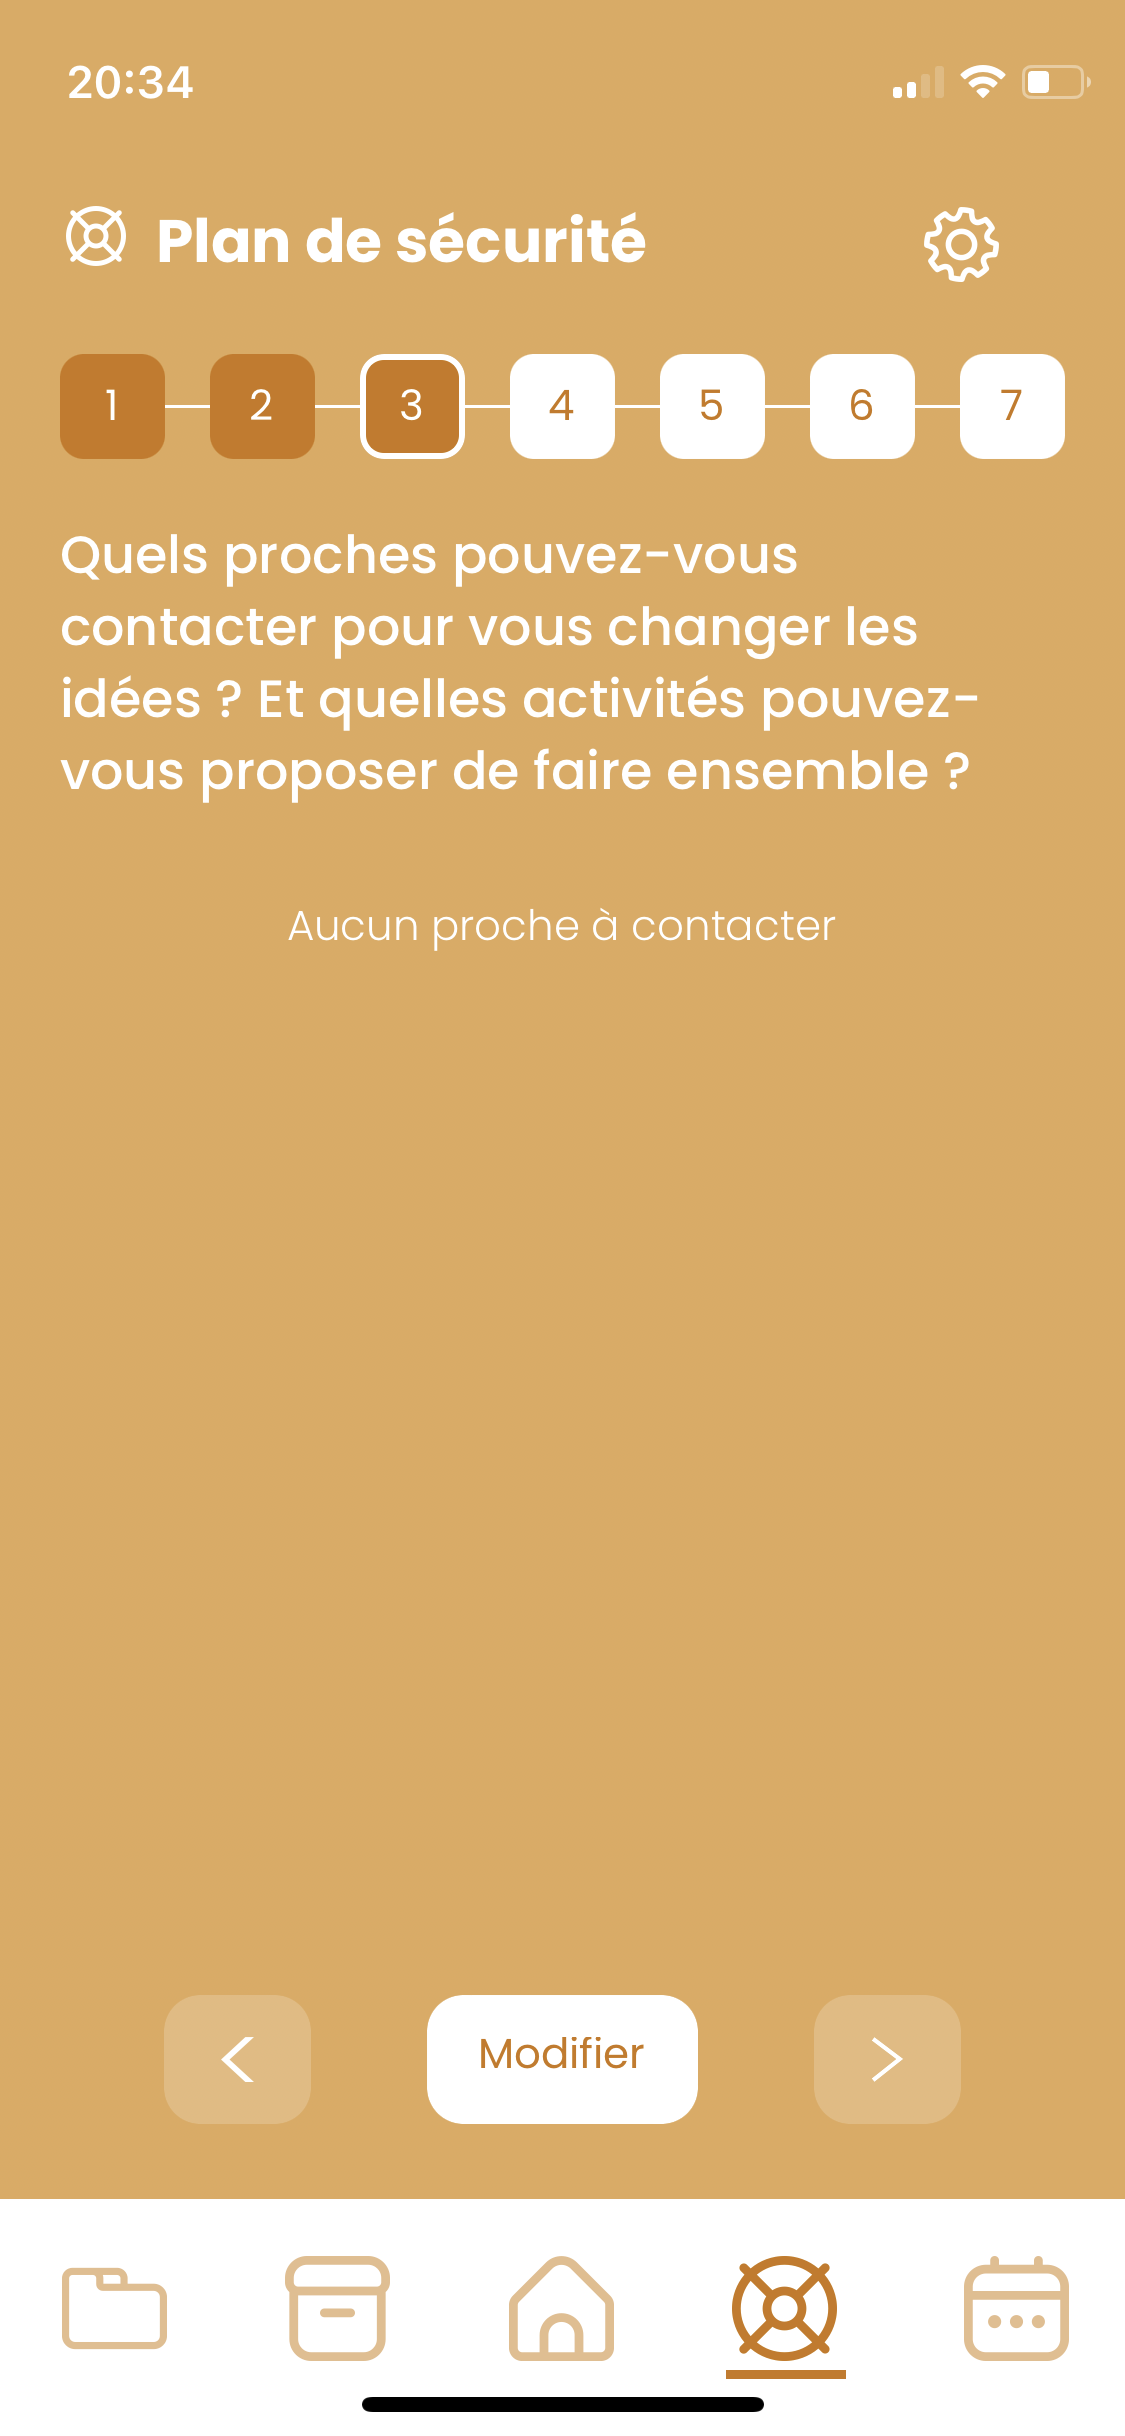 20:34
Plan de sécurité
1 2 3 4 5 6 7
Quels proches pouvez-vous
contacter pour vous changer les
idées ? Et quelles activités pouvez-
vous proposer de faire ensemble ?
Aucun proche à contacter
Modifier